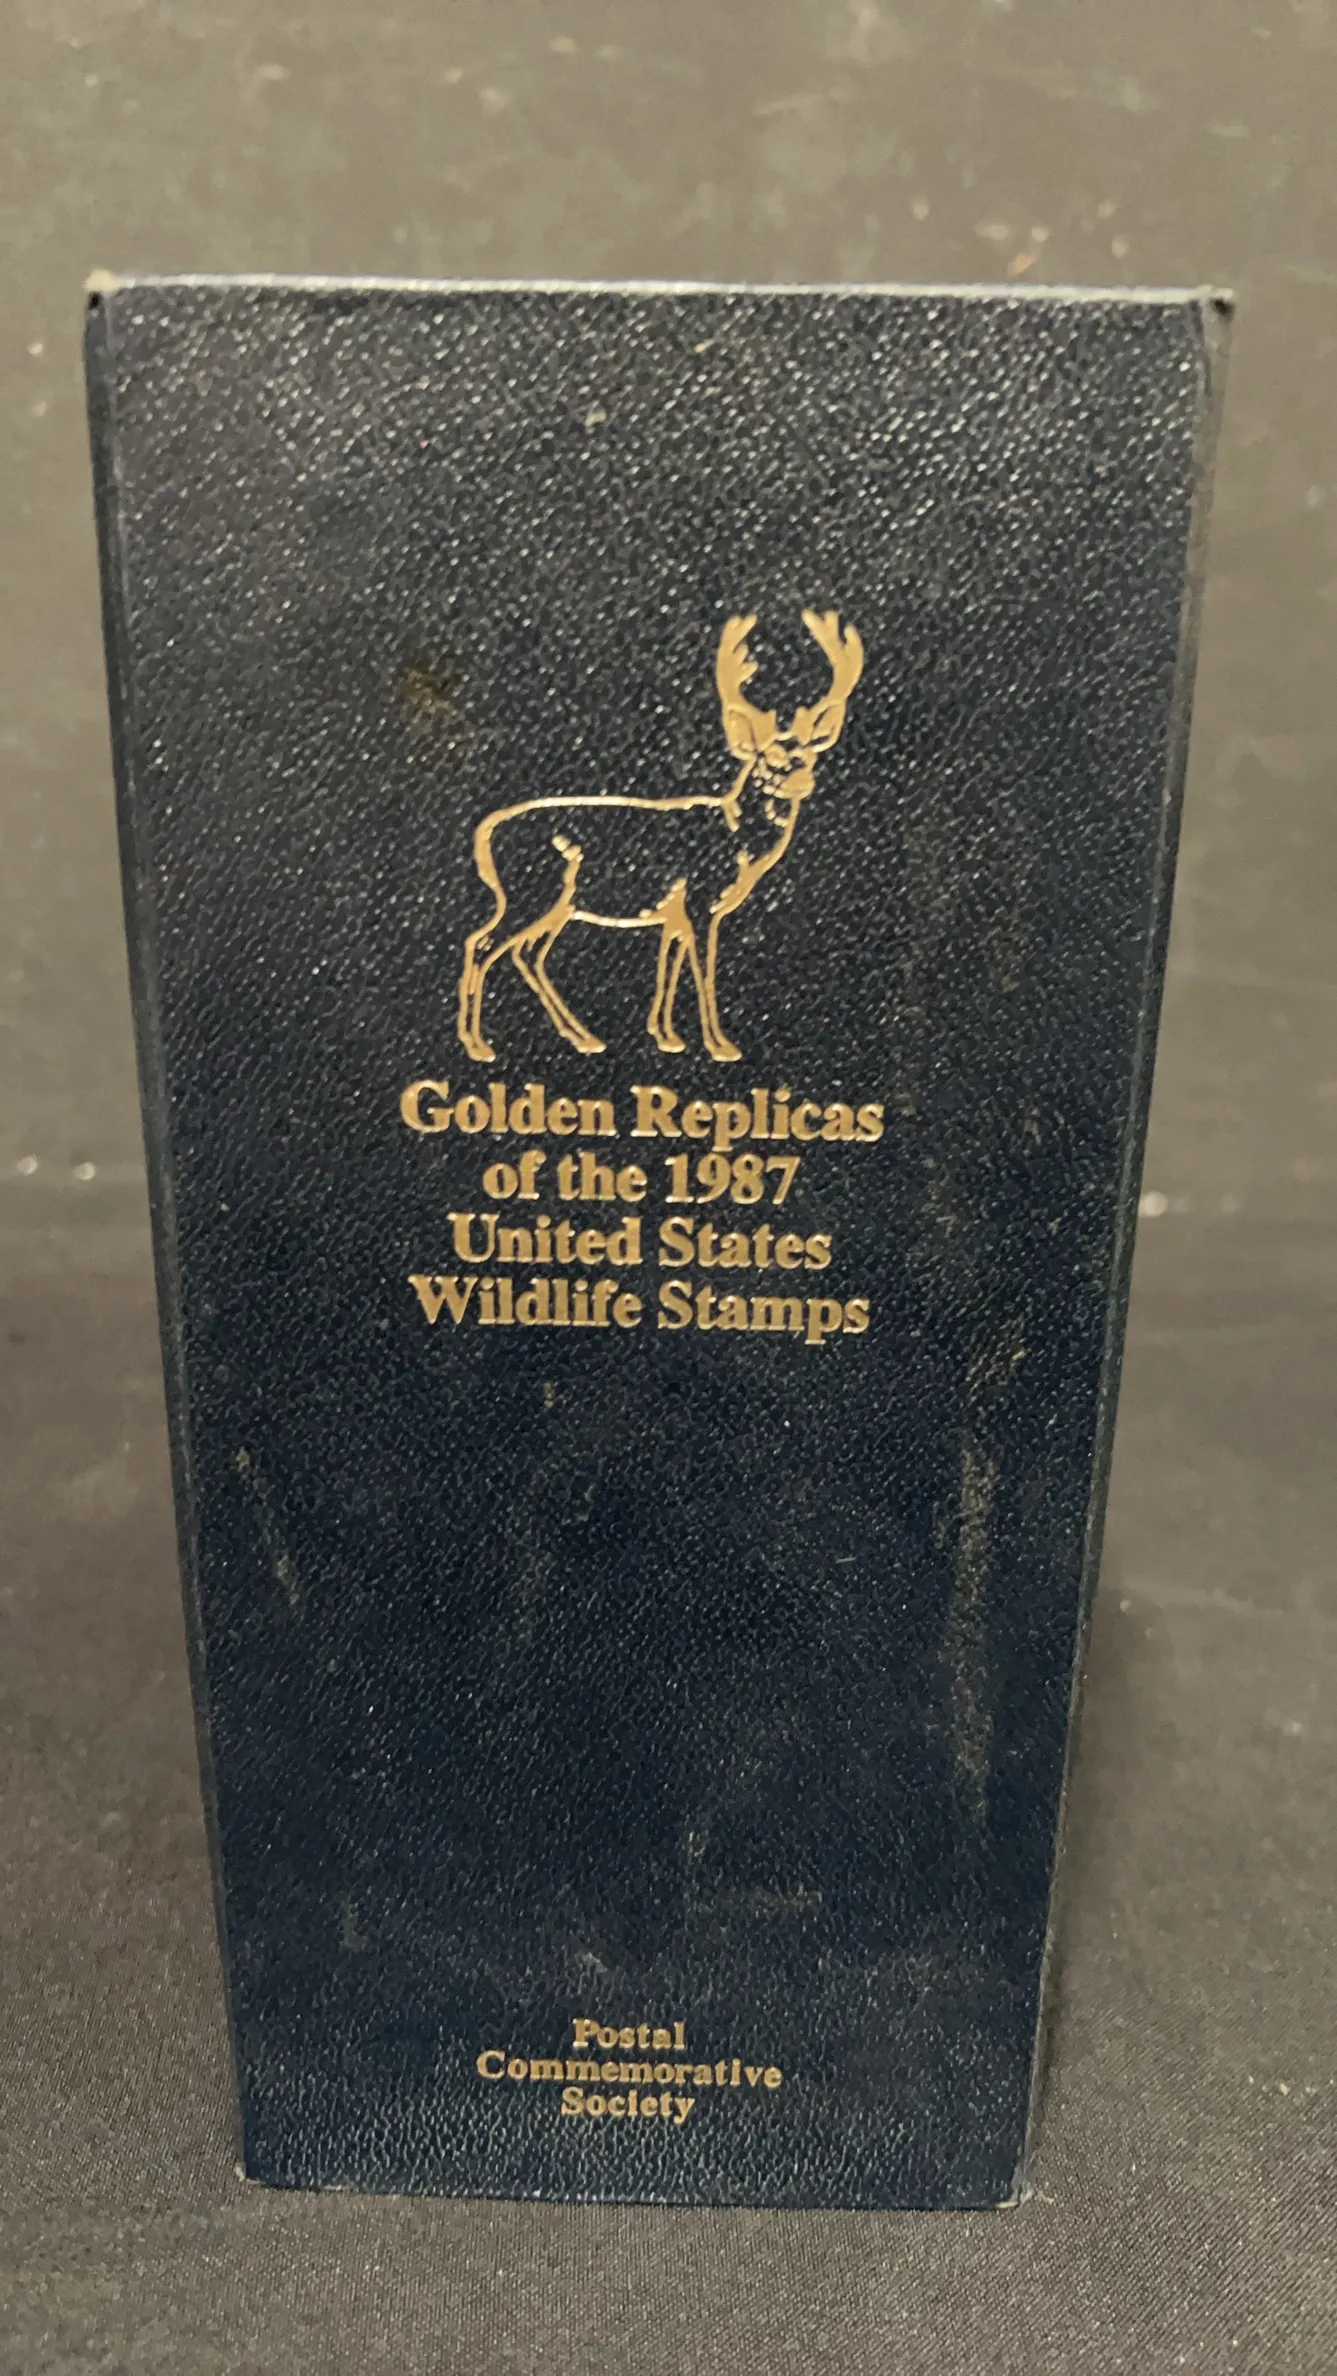 Golden Replicas
of the 1987
United States
Wildlife Stamps
Postal
Commemorative
Society